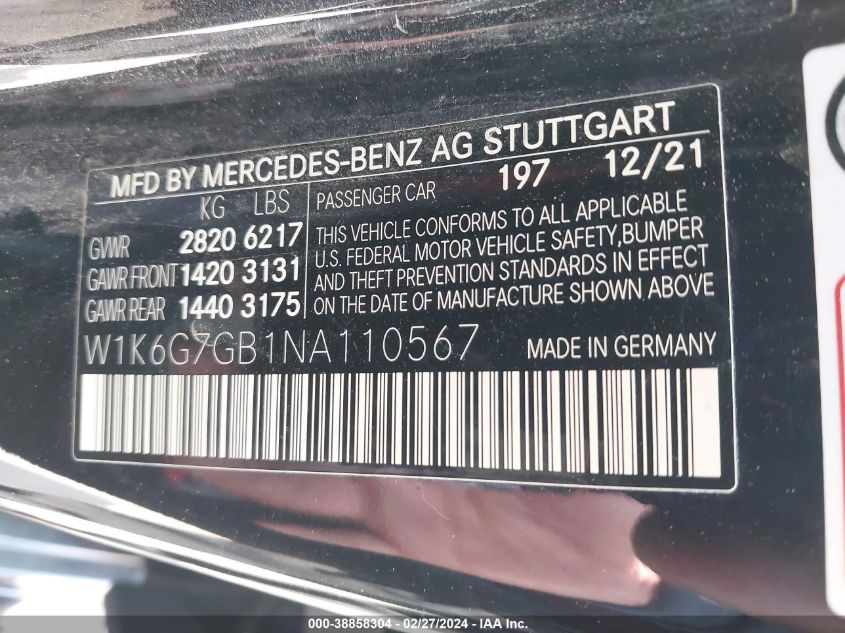 MFD BY MERCEDES-BENZ AG STUTTGART
KG LBS
GVWR 2820 6217
GAWR FRONT 1420 3131
GAWR REAR 1440 3175
PASSENGER CAR 197 12/21
THIS VEHICLE CONFORMS TO ALL APPLICABLE
U.S. FEDERAL MOTOR VEHICLE SAFETY,BUMPER
AND THEFT PREVENTION STANDARDS IN EFFECT
ON THE DATE OF MANUFACTURE SHOWN ABOVE
W1K6G7GB1NA110567 MADE IN GERMANY
000-38858304 - 02/27/2024 - IAAI.COM